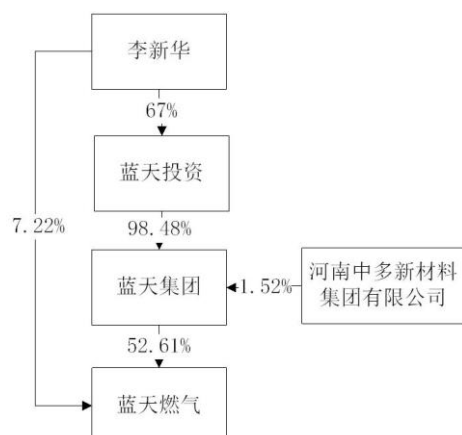 李新华
67%
蓝天投资
7.22%
98.48%
蓝天集团
1.52%
河南中多新材料
集团有限公司
52.61%
蓝天燃气